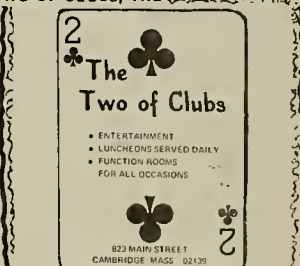 2
The
Two of Clubs
• ENTERTAINMENT
• LUNCHEONS SERVED DAILY
• FUNCTION ROOMS
FOR ALL OCCASIONS
823 MAIN STREET
CAMBRIDGE MASS 02139
2